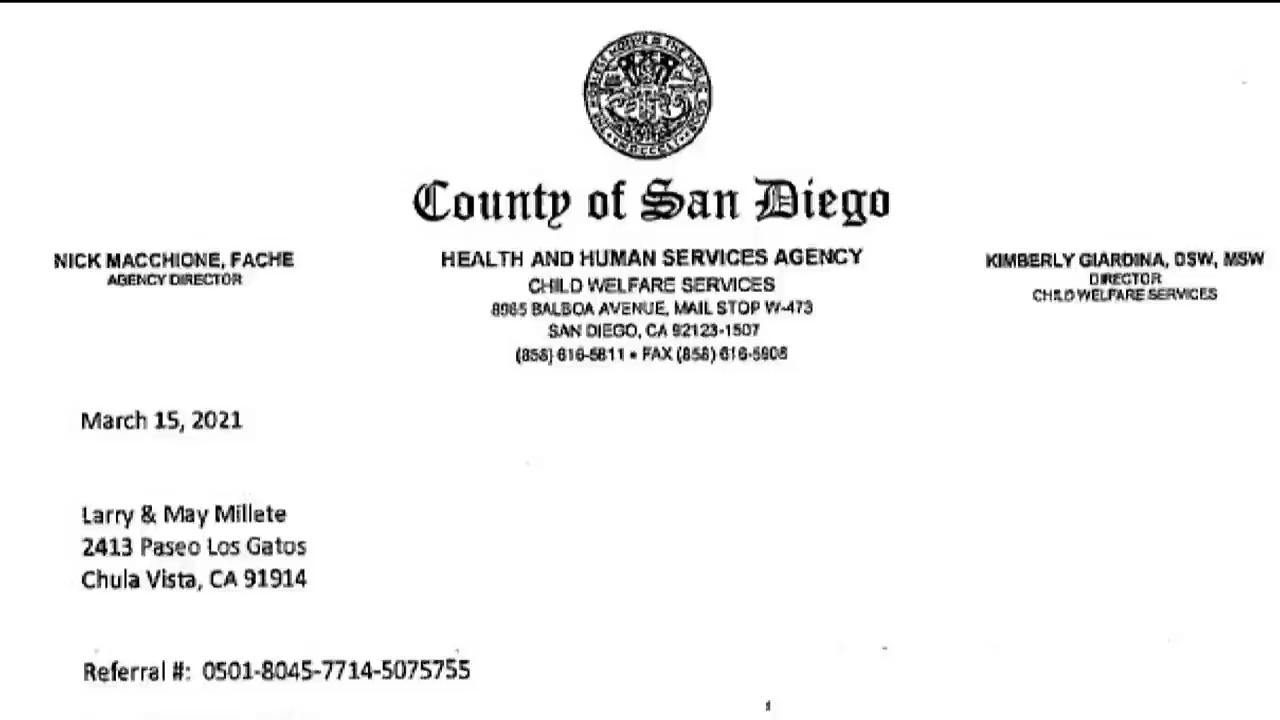 County of San Diego
NICK MACCHIONE, FACHE
AGENCY DIRECTOR
HEALTH AND HUMAN SERVICES AGENCY
CHILD WELFARE SERVICES
8965 BALBOA AVENUE, MAIL STOP W-473
SAN DIEGO, CA 92123-1507
(858) 616-5811 • FAX (858) 616-5908
KIMBERLY GIARDINA, DSW, MSW
DIRECTOR
CHILD WELFARE SERVICES
March 15, 2021
Larry & May Millete
2413 Paseo Los Gatos
Chula Vista, CA 91914
Referral #: 0501-8045-7714-5075755